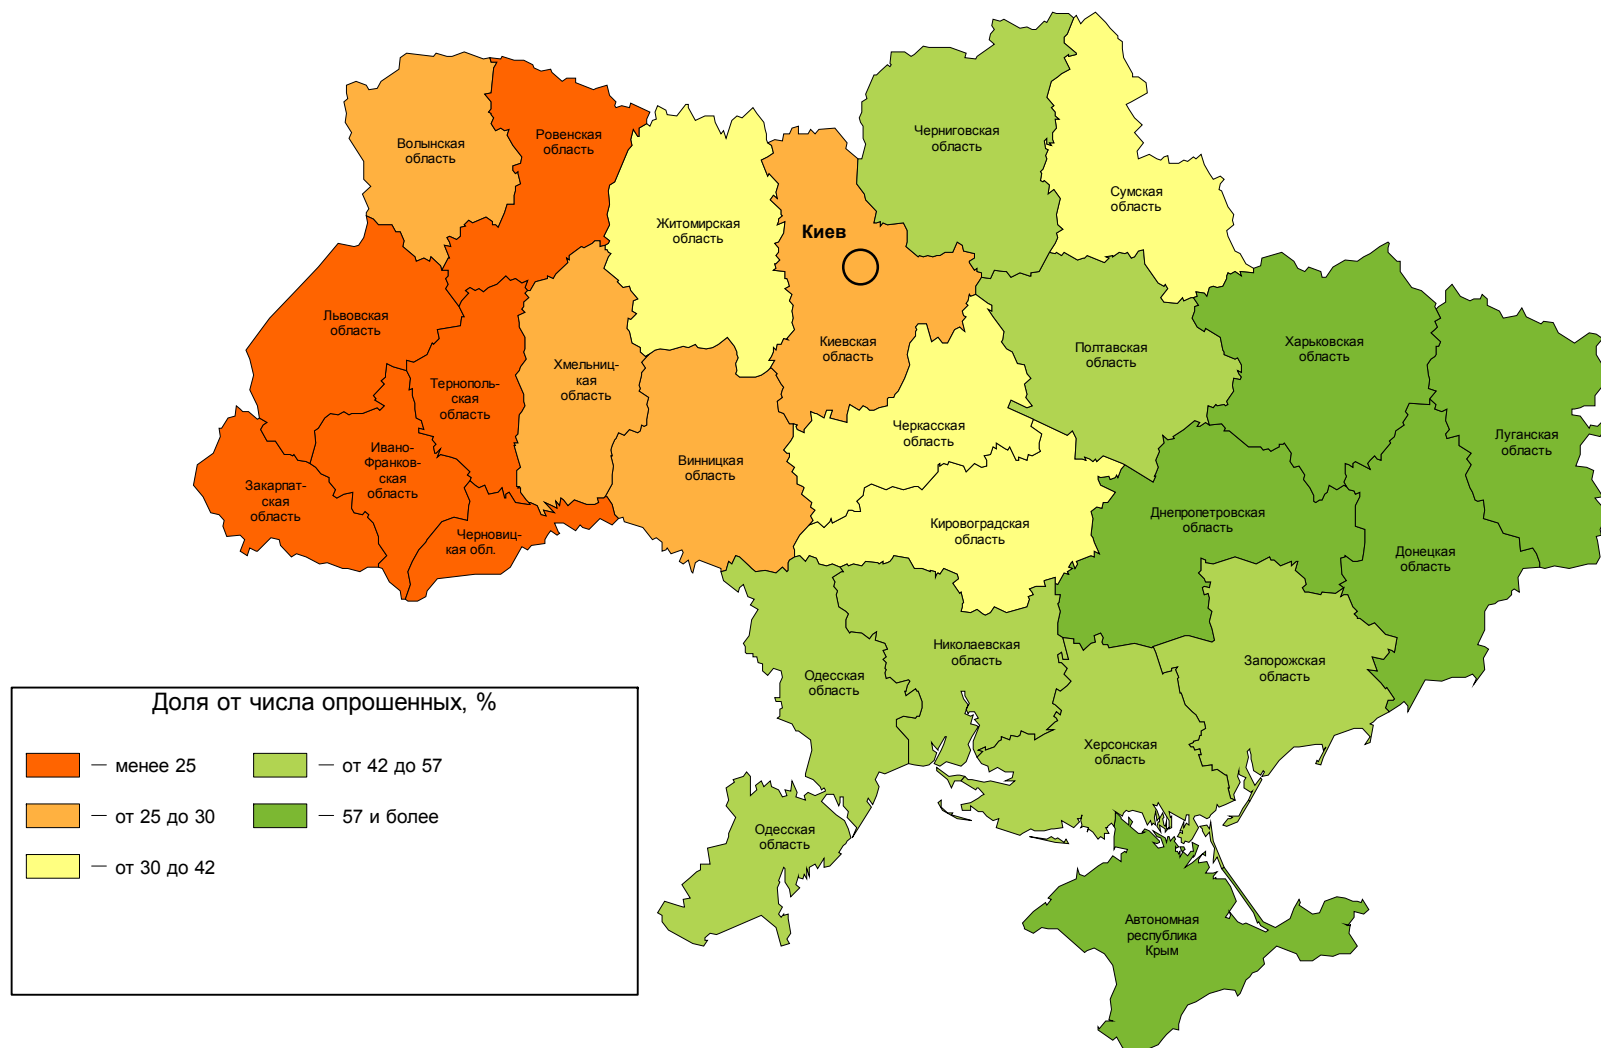 Волынская
область
Ровенская
область
Черниговская
область
Сумская
область
Житомирская
область
Киев
Львовская
область
Киевская
область
Полтавская
область
Харьковская
область
Хмельниц-
кая
область
Тернополь-
ская
область
Черкасская
область
Луганская
область
Ивано-
Франков-
ская
область
Винницкая
область
Закарпат-
ская
область
Черновиц-
кая обл.
Кировоградская
область
Днепропетровская
область
Донецкая
область
Николаевская
область
Одесская
область
Запорожская
область
Херсонская
область
Одесская
область
Автономная
республика
Крым
Доля от числа опрошенных, %
— менее 25
— от 25 до 30
— от 30 до 42
— от 42 до 57
— 57 и более